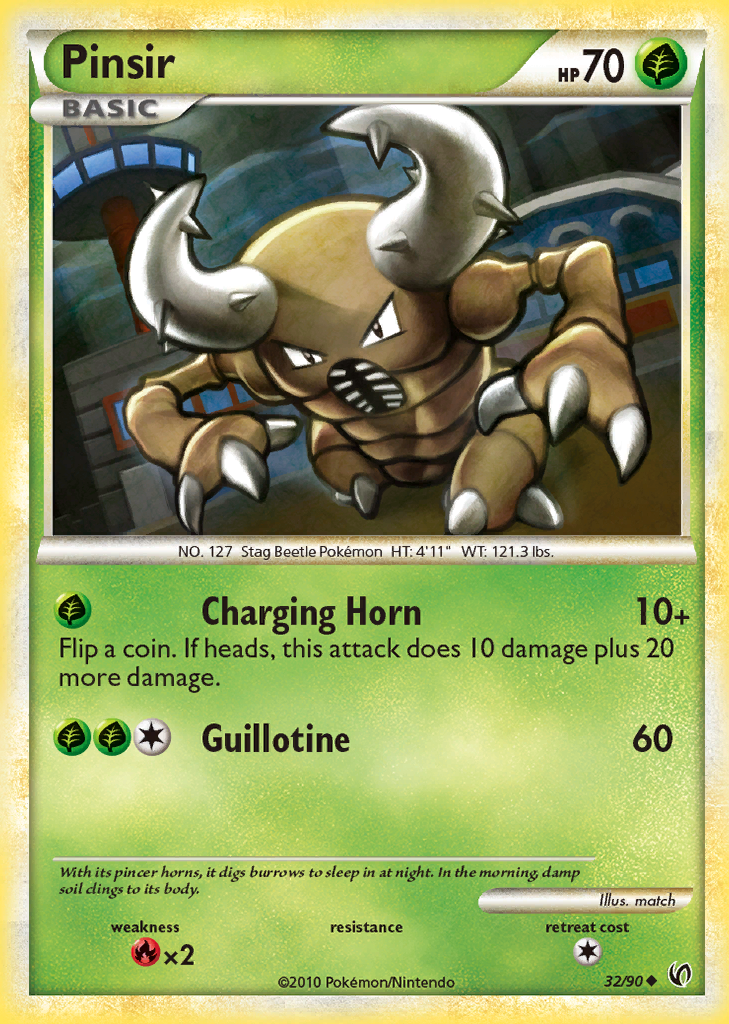 Pinsir
HP 70
BASIC
NO. 127 Stag Beetle Pokémon HT: 4'11" WT: 121.3 lbs.
Charging Horn 10+
Flip a coin. If heads, this attack does 10 damage plus 20
more damage.
Guillotine 60
With its pincer horns, it digs burrows to sleep in at night. In the morning, damp
soil clings to its body.
Illus. match
weakness resistance retreat cost
×2
©2010 Pokémon/Nintendo 32/90